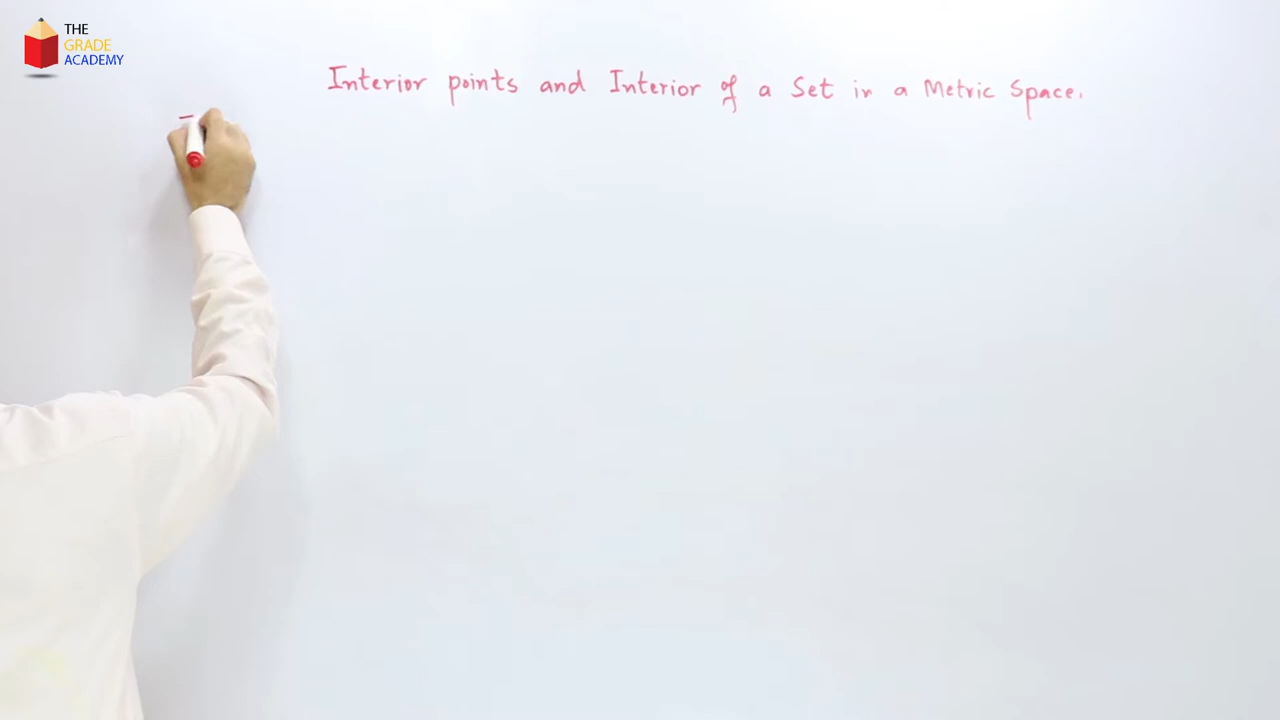 THE
GRADE
ACADEMY
Interior points and Interior of a Set in a Metric Space.